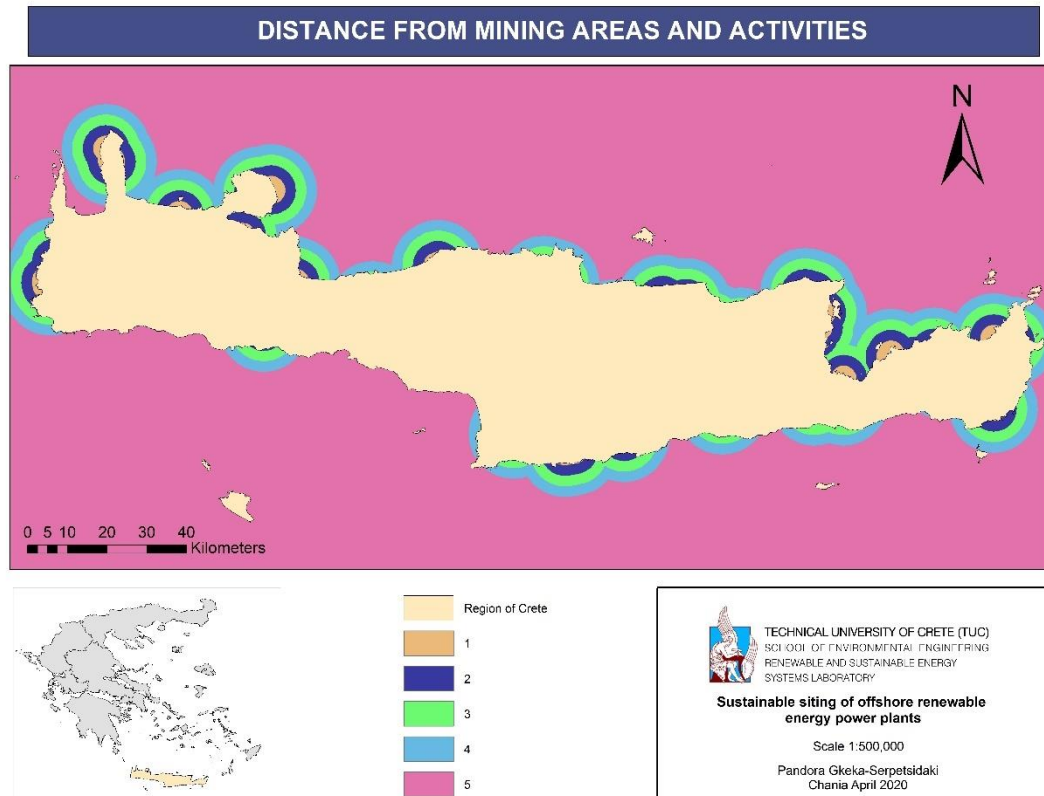 DISTANCE FROM MINING AREAS AND ACTIVITIES
N
0 5 10 20 30 40
Kilometers
Region of Crete
1
2
3
4
5
TECHNICAL UNIVERSITY OF CRETE (TUC)
SCHOOL OF ENVIRONMENTAL ENGINEERING
RENEWABLE AND SUSTAINABLE ENERGY
SYSTEMS LABORATORY
Sustainable siting of offshore renewable
energy power plants
Scale 1:500,000
Pandora Gkeka-Serpetsidaki
Chania April 2020